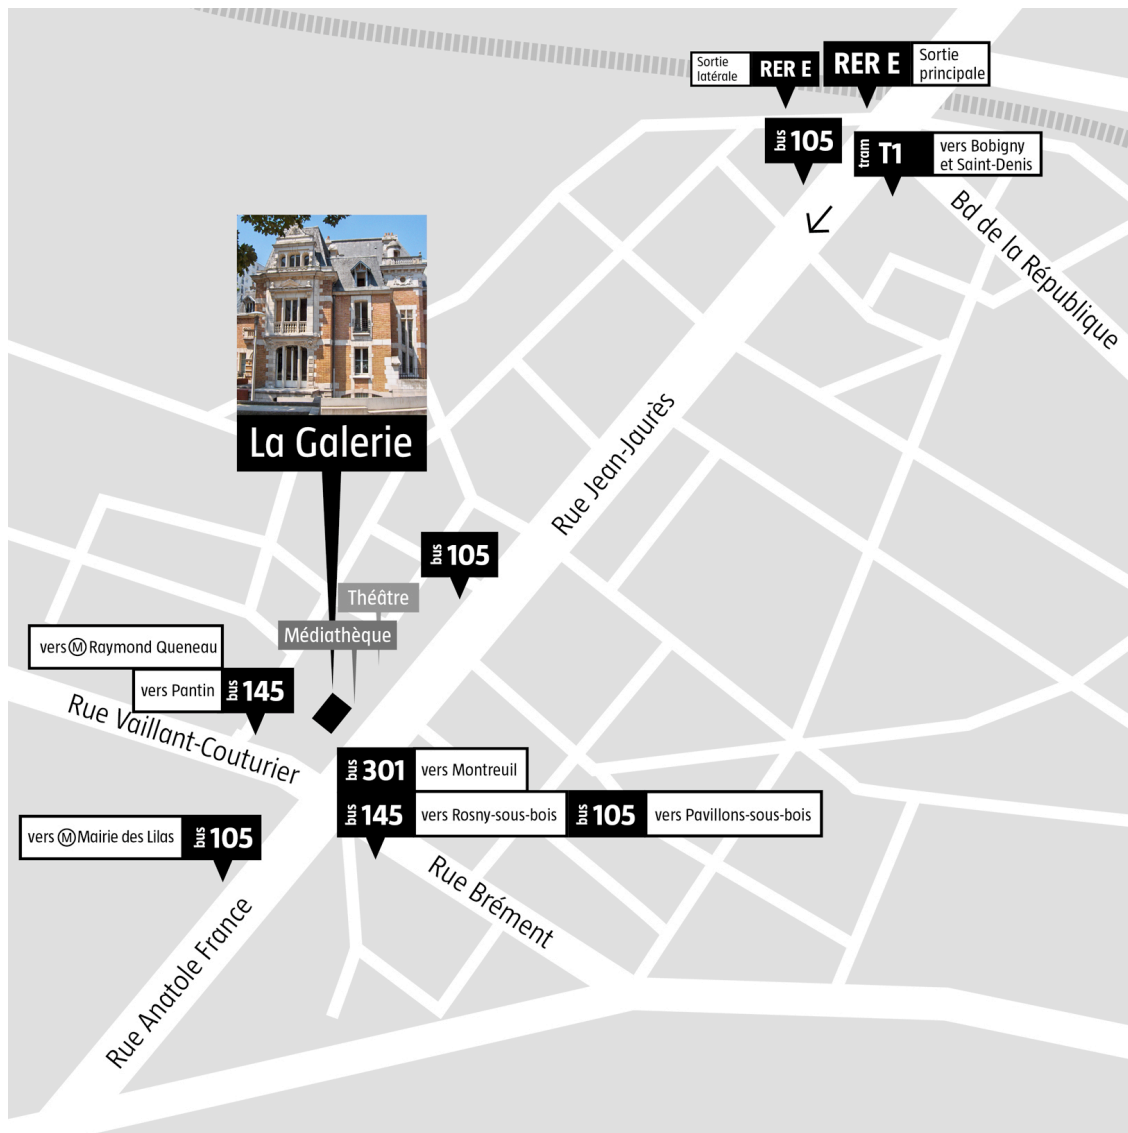 Sortie
latérale
RER E
RER E
Sortie
principale
bus 105
tram T1
vers Bobigny
et Saint-Denis
Bd de la République
La Galerie
Rue Jean-Jaurès
bus 105
Théâtre
Médiathèque
vers M Raymond Queneau
vers Pantin
bus 145
Rue Vaillant-Couturier
bus 301 vers Montreuil
bus 145 vers Rosny-sous-bois bus 105 vers Pavillons-sous-bois
vers M Mairie des Lilas bus 105
Rue Brément
Rue Anatole France